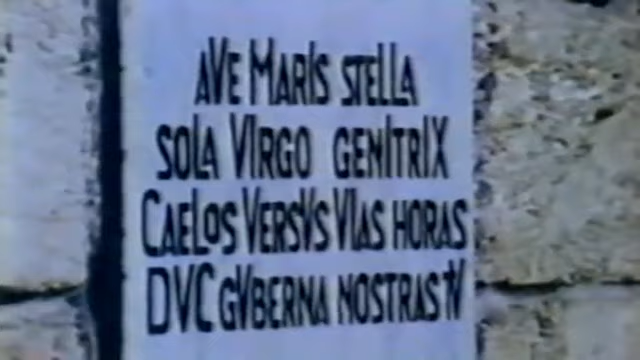 AVE MARIS STELLA
SOLA VIRGO GENITRIX
CAELOS VERSVS VIAS HORAS
DVC GVBERNA NOSTRAS TV